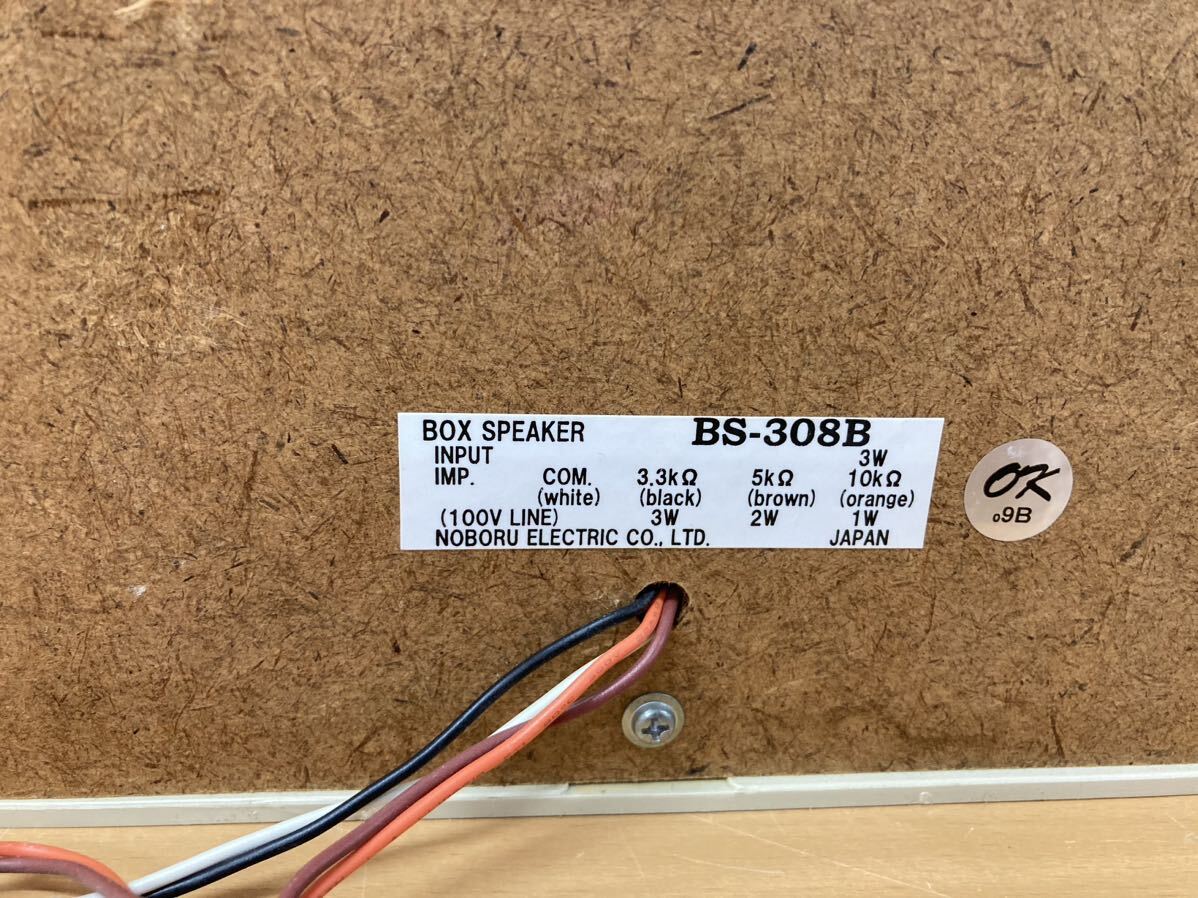 BOX SPEAKER BS-308B
INPUT 3W
IMP. COM. 3.3kΩ 5kΩ 10kΩ
(white) (black) (brown) (orange)
(100V LINE) 3W 2W 1W
NOBORU ELECTRIC CO., LTD. JAPAN
OK
09B